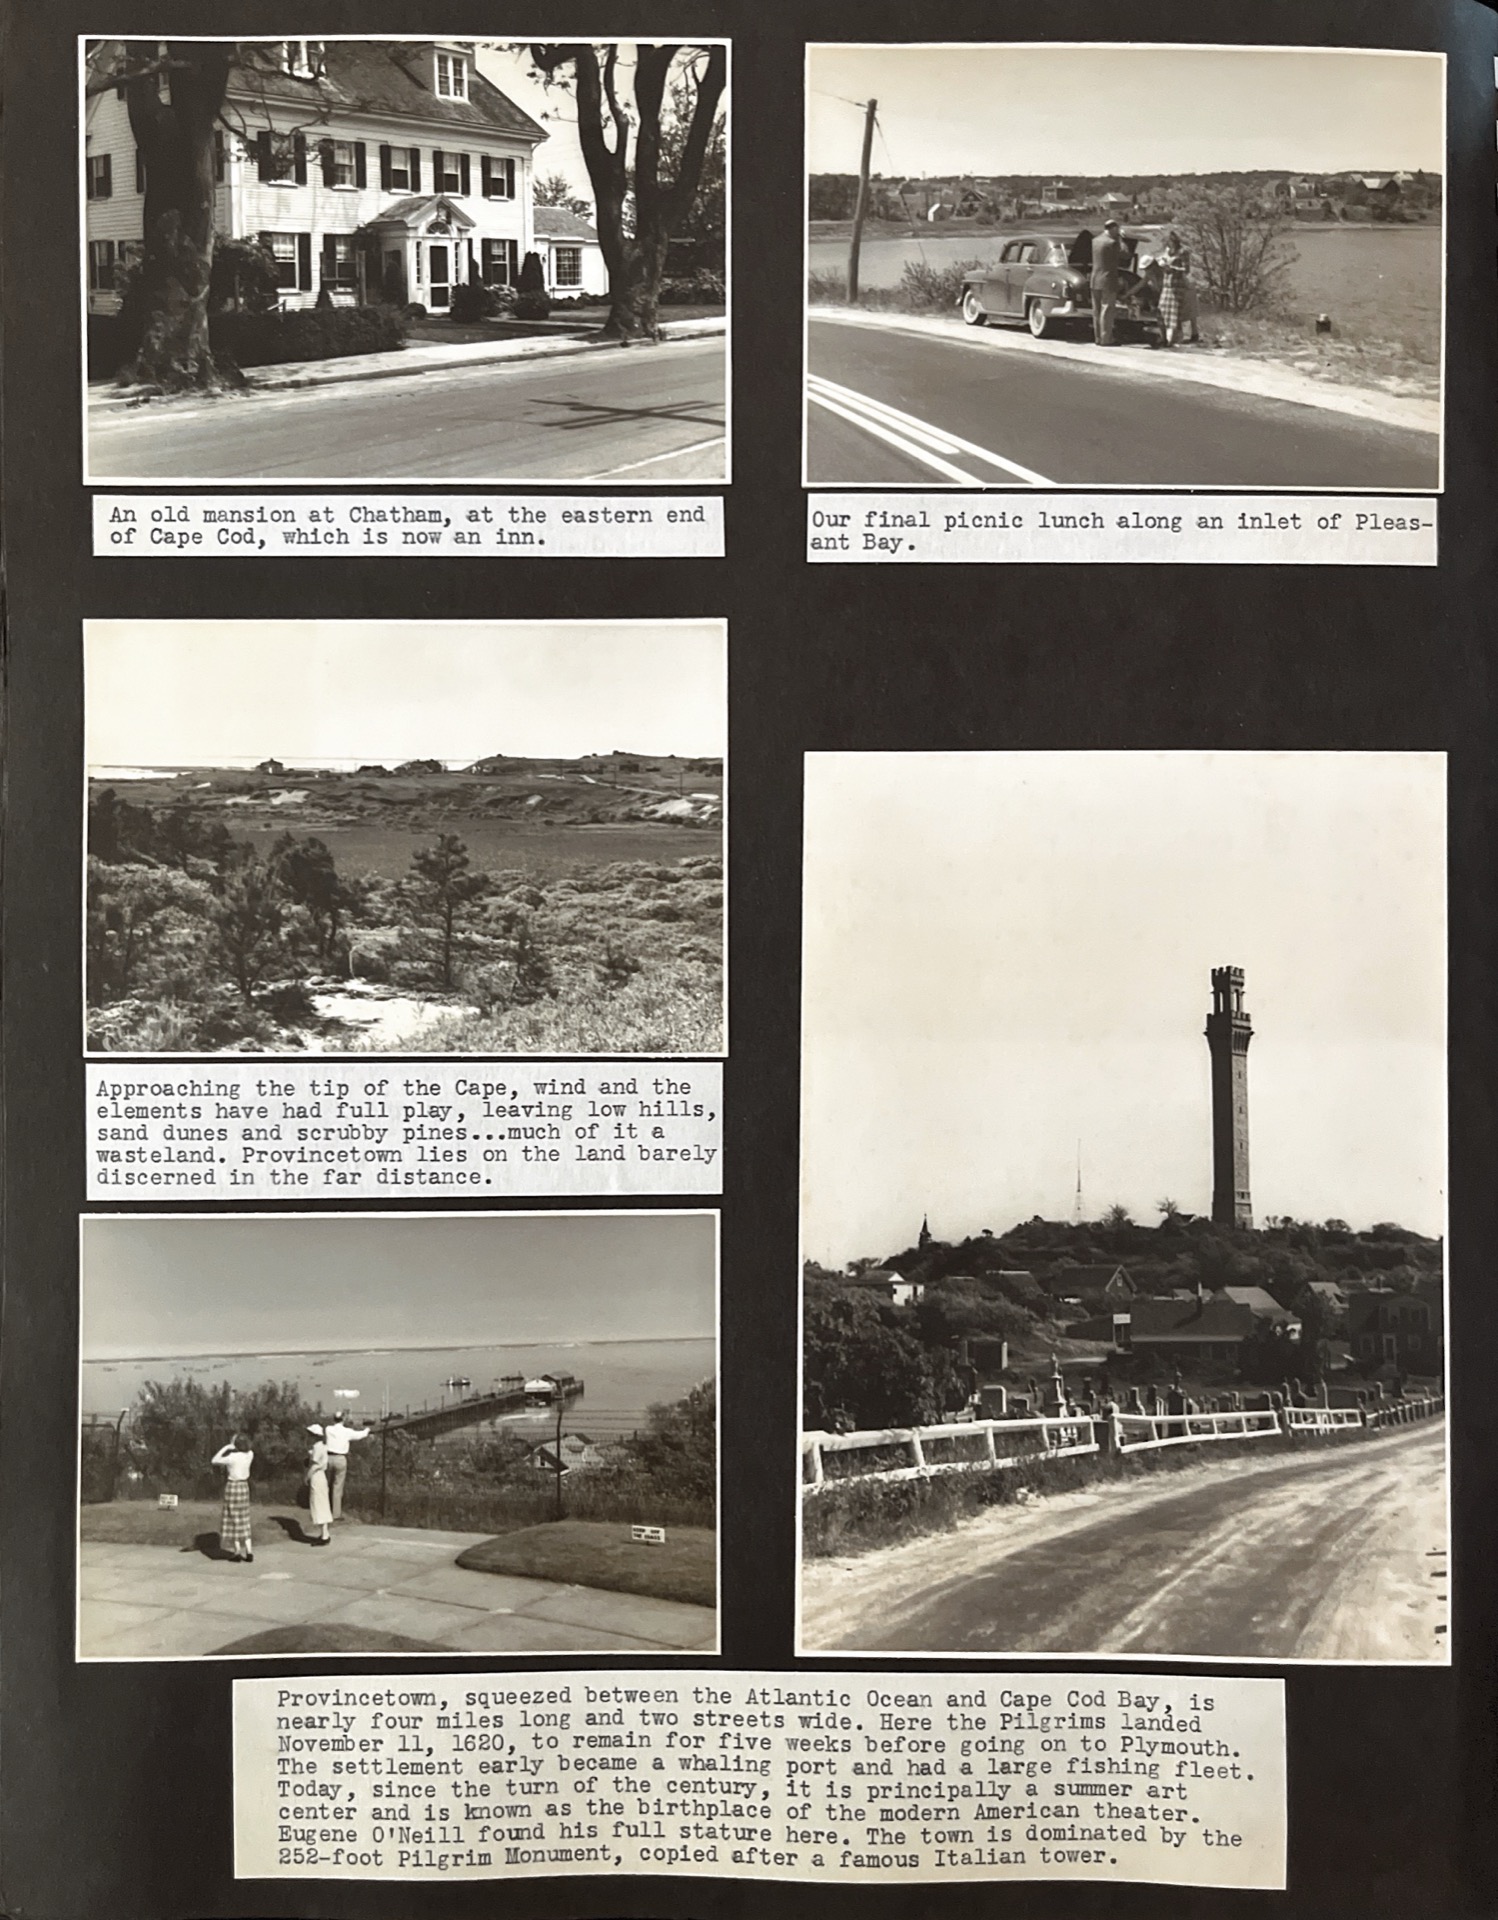 An old mansion at Chatham, at the eastern end
of Cape Cod, which is now an inn.
Our final picnic lunch along an inlet of Pleas-
ant Bay.
Approaching the tip of the Cape, wind and the
elements have had full play, leaving low hills,
sand dunes and scrubby pines...much of it a
wasteland. Provincetown lies on the land barely
discerned in the far distance.
KEEP OFF
THE GRASS
Provincetown, squeezed between the Atlantic Ocean and Cape Cod Bay, is
nearly four miles long and two streets wide. Here the Pilgrims landed
November 11, 1620, to remain for five weeks before going on to Plymouth.
The settlement early became a whaling port and had a large fishing fleet.
Today, since the turn of the century, it is principally a summer art
center and is known as the birthplace of the modern American theater.
Eugene O'Neill found his full stature here. The town is dominated by the
252-foot Pilgrim Monument, copied after a famous Italian tower.